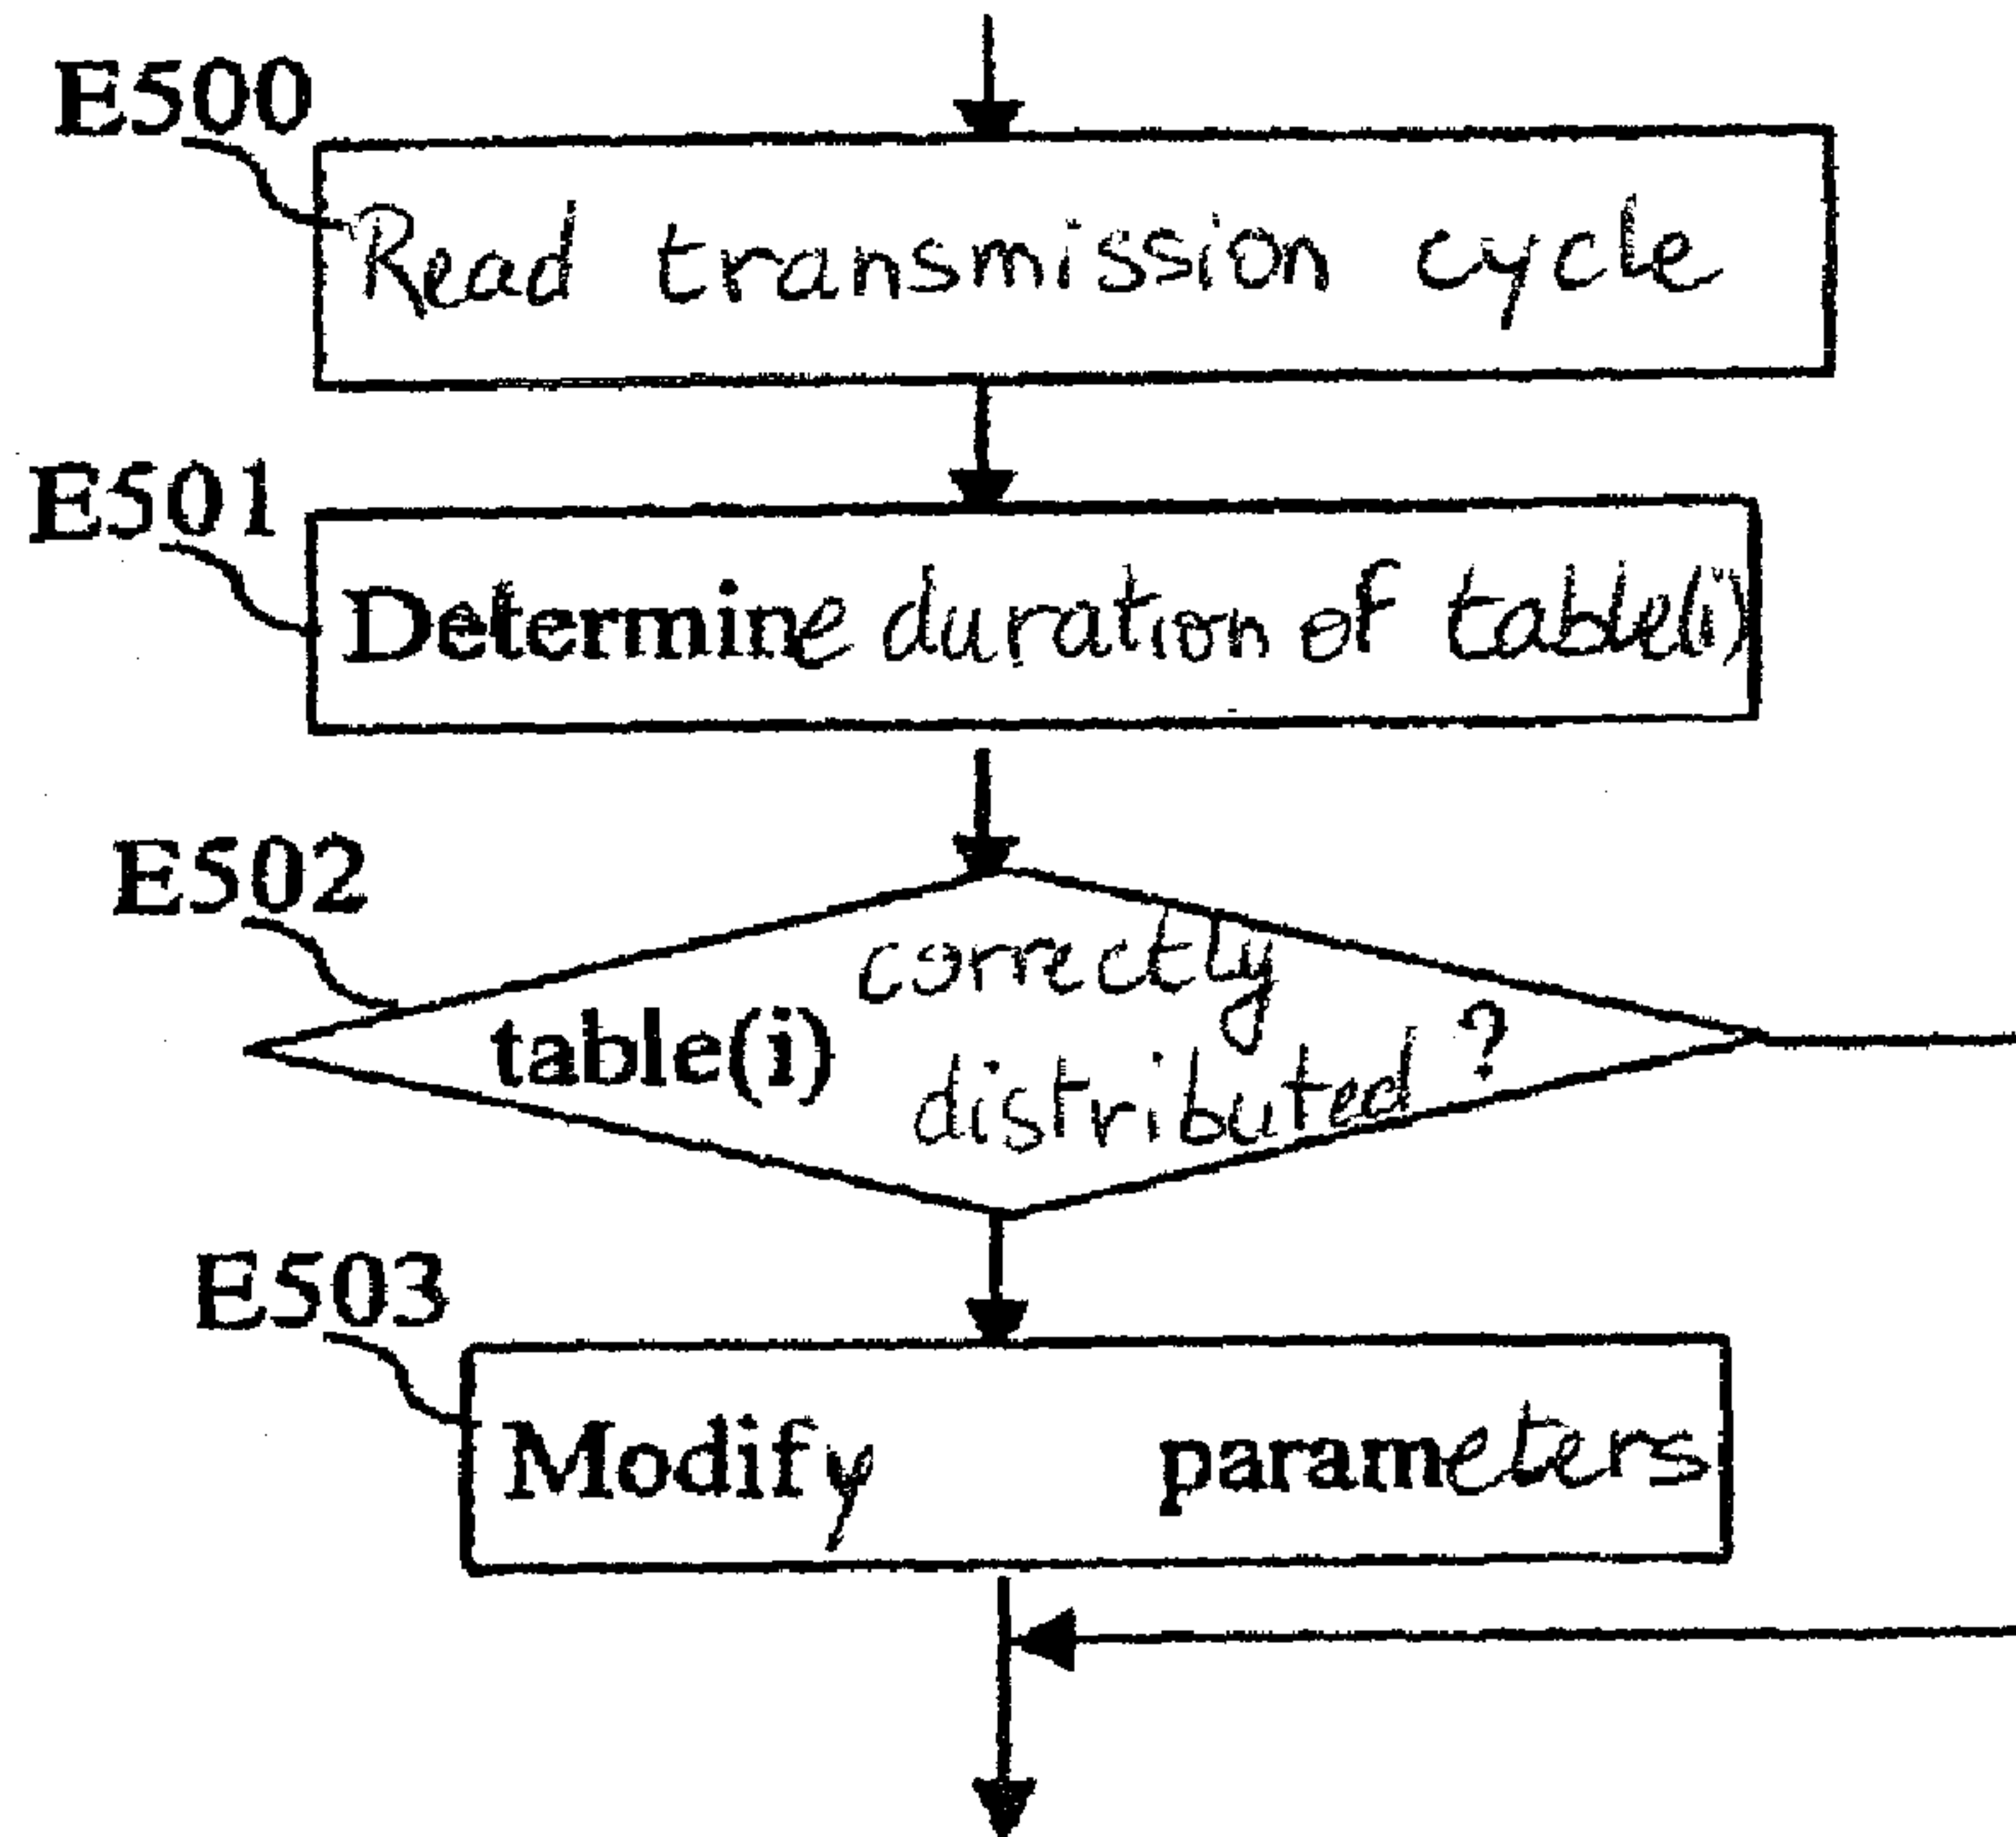 E500
Read transmission cycle
E501
Determine duration of table(i)
E502
correctly
table(i)
distributed ?
E503
Modify parameters